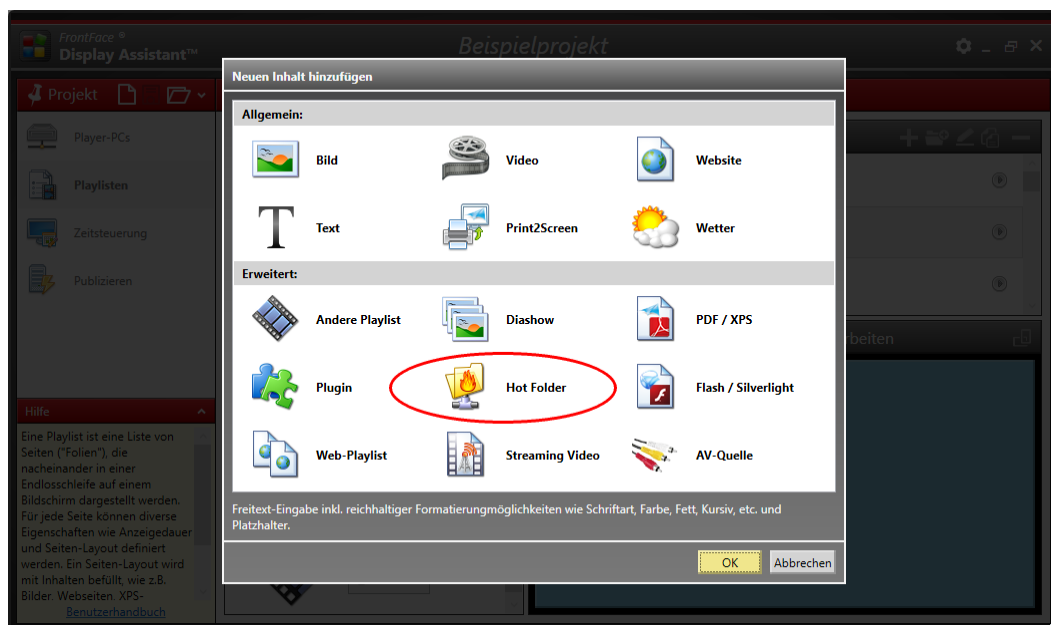 FrontFace ®
Display Assistant™
Beispielprojekt
Projekt
Player-PCs
Playlisten
Zeitsteuerung
Publizieren
Hilfe
Eine Playlist ist eine Liste von
Seiten ("Folien"), die
nacheinander in einer
Endlosschleife auf einem
Bildschirm dargestellt werden.
Für jede Seite können diverse
Eigenschaften wie Anzeigedauer
und Seiten-Layout definiert
werden. Ein Seiten-Layout wird
mit Inhalten befüllt, wie z.B.
Bilder, Webseiten, XPS-
Benutzerhandbuch
Neuen Inhalt hinzufügen
Allgemein:
Bild
Video
Website
Text
Print2Screen
Wetter
Erweitert:
Andere Playlist
Diashow
PDF / XPS
Plugin
Hot Folder
Flash / Silverlight
Web-Playlist
Streaming Video
AV-Quelle
Freitext-Eingabe inkl. reichhaltiger Formatierungmöglichkeiten wie Schriftart, Farbe, Fett, Kursiv, etc. und
Platzhalter.
OK
Abbrechen